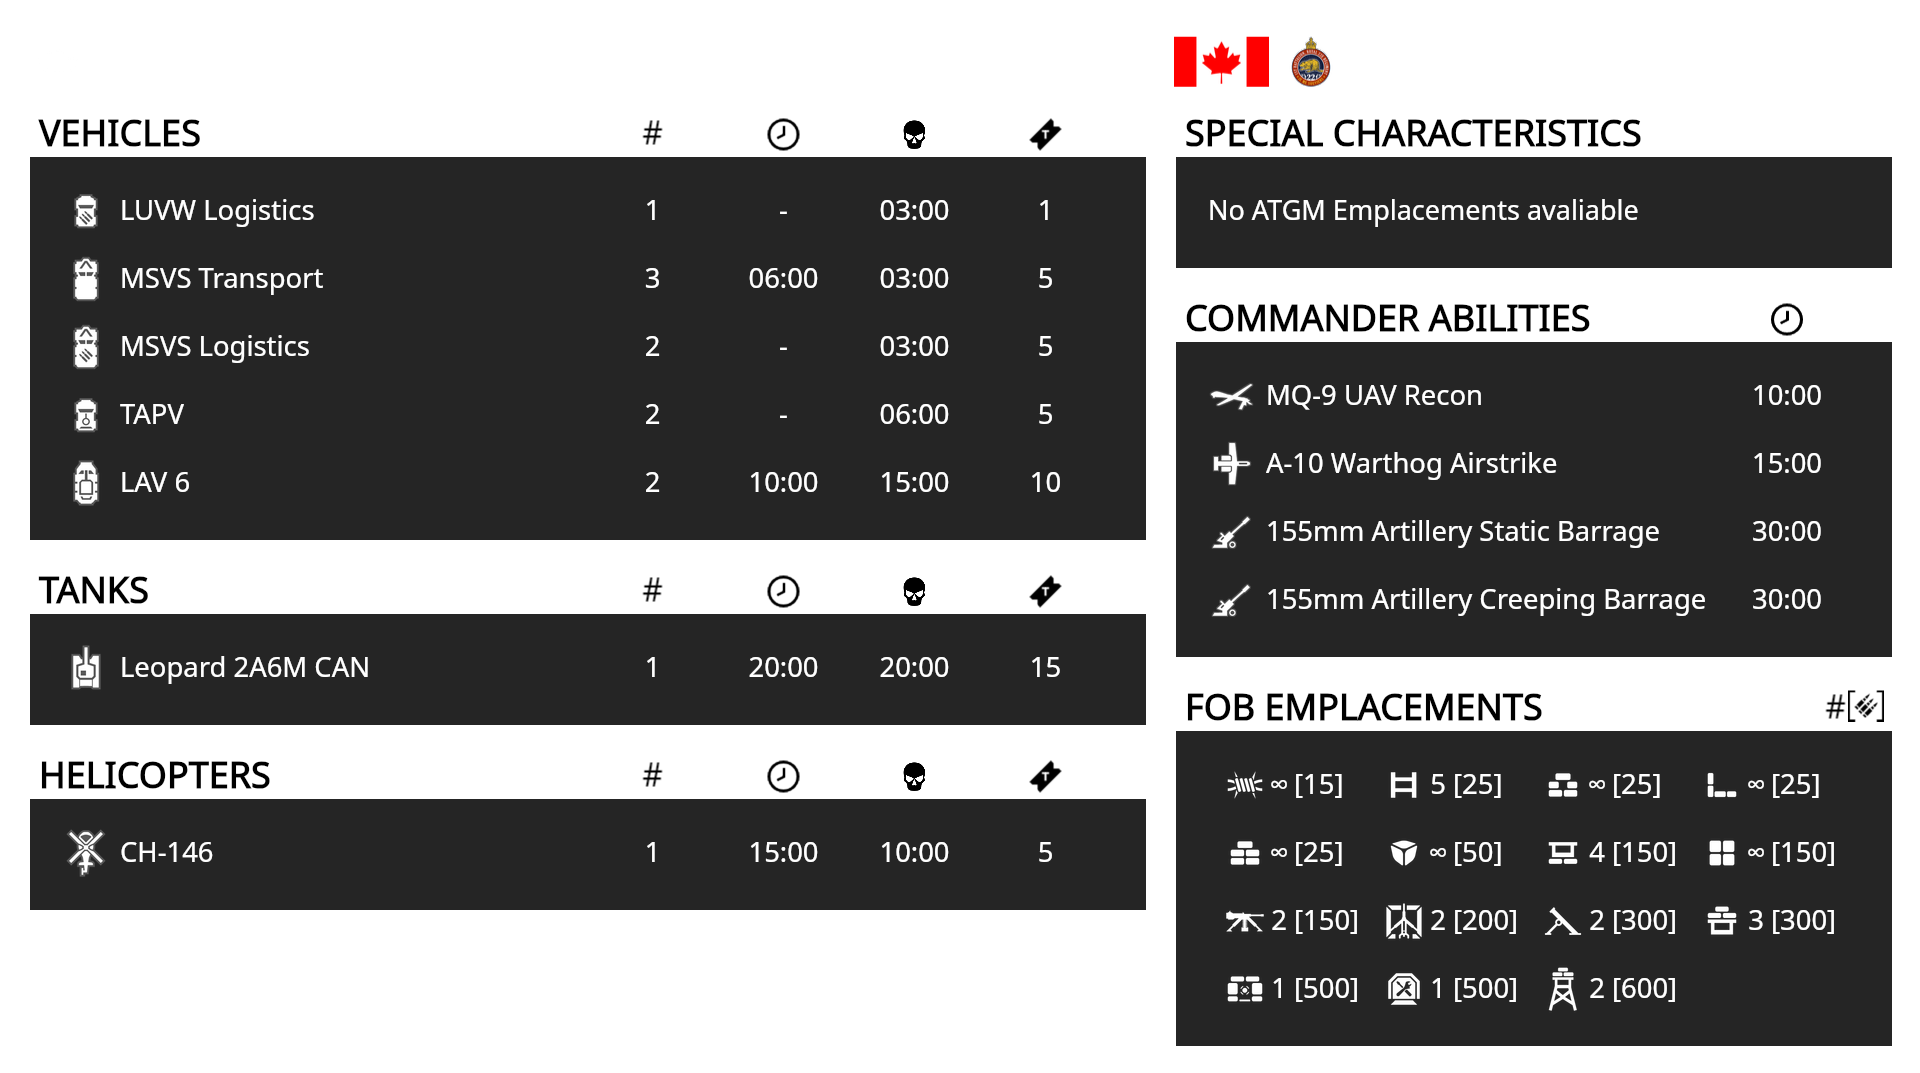 VEHICLES #
LUVW Logistics 1 - 03:00 1
MSVS Transport 3 06:00 03:00 5
MSVS Logistics 2 - 03:00 5
TAPV 2 - 06:00 5
LAV 6 2 10:00 15:00 10
TANKS #
Leopard 2A6M CAN 1 20:00 20:00 15
HELICOPTERS #
CH-146 1 15:00 10:00 5
SPECIAL CHARACTERISTICS
No ATGM Emplacements avaliable
COMMANDER ABILITIES
MQ-9 UAV Recon 10:00
A-10 Warthog Airstrike 15:00
155mm Artillery Static Barrage 30:00
155mm Artillery Creeping Barrage 30:00
FOB EMPLACEMENTS #[]
∞ [15] 5 [25] ∞ [25] ∞ [25]
∞ [25] ∞ [50] 4 [150] ∞ [150]
2 [150] 2 [200] 2 [300] 3 [300]
1 [500] 1 [500] 2 [600]